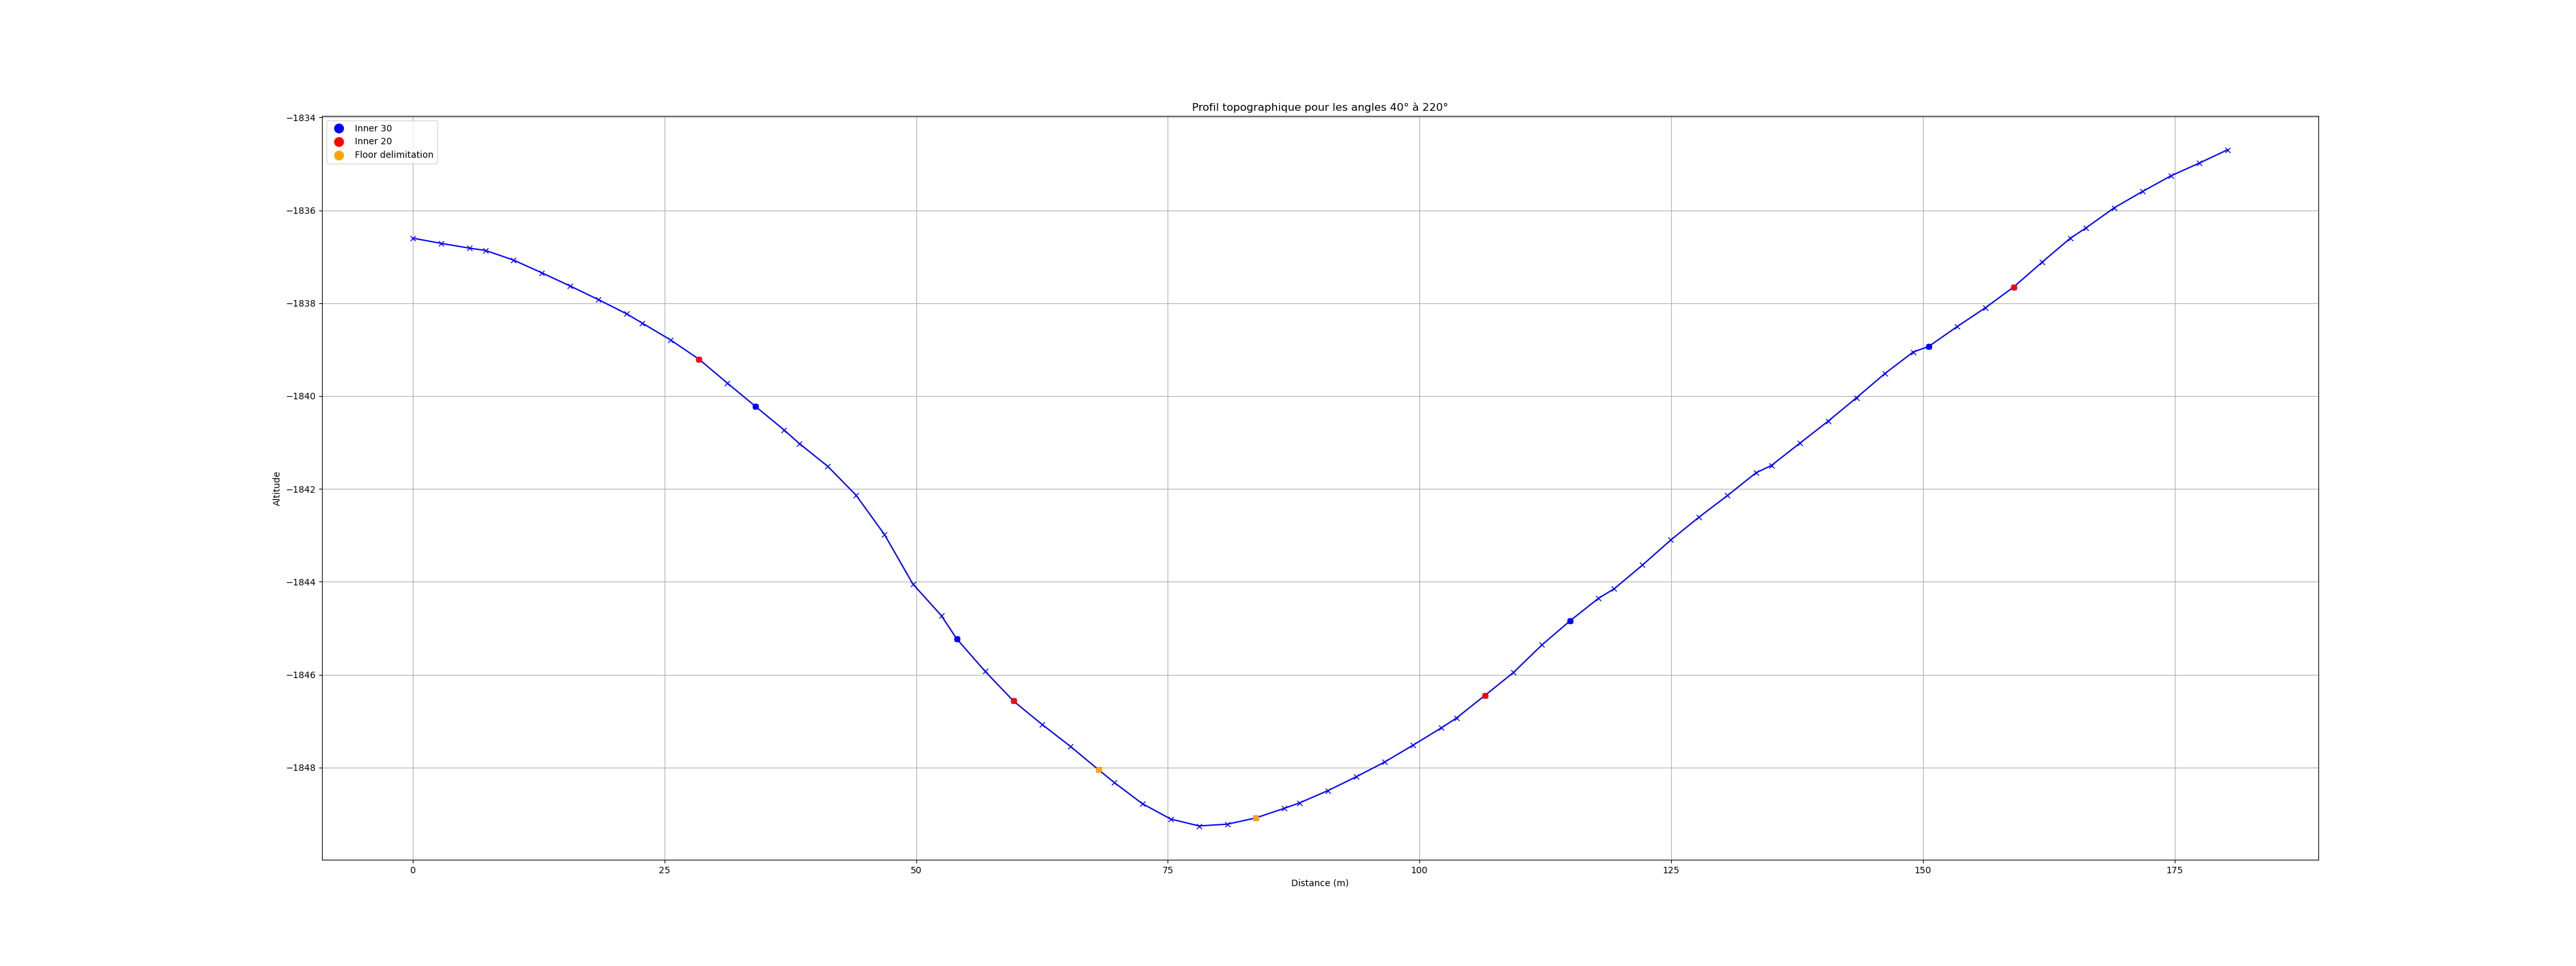 Profil topographique pour les angles 40° à 220°
Inner 30
Inner 20
Floor delimitation
Altitude
−1834
−1836
−1838
−1840
−1842
−1844
−1846
−1848
0 25 50 75 100 125 150 175
Distance (m)